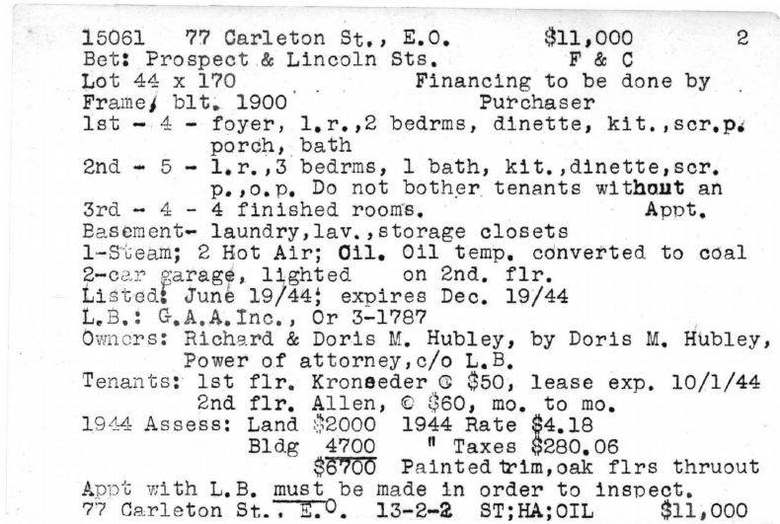 15061 77 Carleton St., E.O. $11,000 2
Bet: Prospect & Lincoln Sts. F & C
Lot 44 x 170 Financing to be done by
Frame, blt. 1900 Purchaser
1st - 4 - foyer, l.r.,2 bedrms, dinette, kit.,scr.p.
porch, bath
2nd - 5 - l.r.,3 bedrms, 1 bath, kit.,dinette,scr.
p.,o.p. Do not bother tenants without an
3rd - 4 - 4 finished rooms. Appt.
Basement- laundry,lav.,storage closets
1-Steam; 2 Hot Air; Oil. Oil temp. converted to coal
2-car garage, lighted on 2nd. flr.
Listed: June 19/44; expires Dec. 19/44
L.B.: G.A.A.Inc., Or 3-1787
Owners: Richard & Doris M. Hubley, by Doris M. Hubley,
Power of attorney,c/o L.B.
Tenants: 1st flr. Kroneeder @ $50, lease exp. 10/1/44
2nd flr. Allen, @ $60, mo. to mo.
1944 Assess: Land $2000 1944 Rate $4.18
Bldg 4700 " Taxes $280.06
$6700 Painted trim,oak flrs thruout
Appt with L.B. must be made in order to inspect.
77 Carleton St., E.O. 13-2-2 ST;HA;OIL $11,000